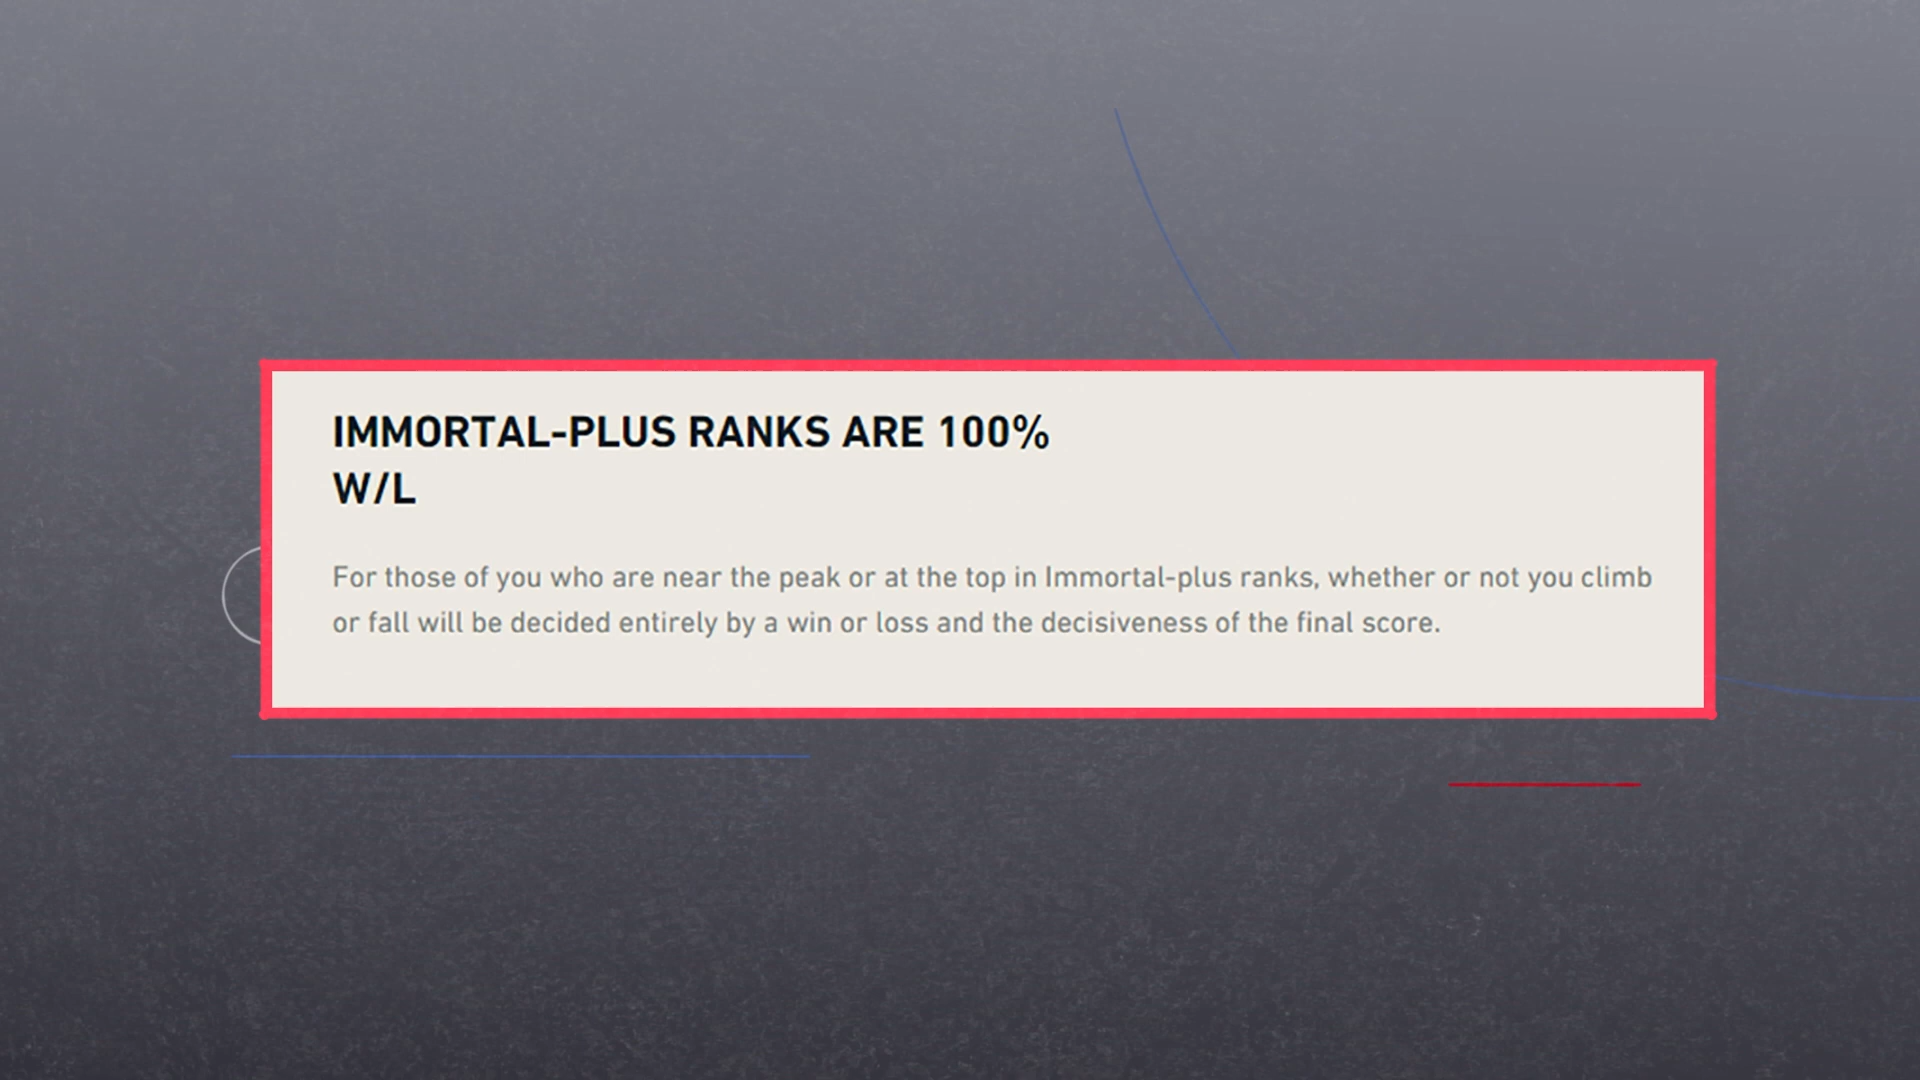 IMMORTAL-PLUS RANKS ARE 100%
W/L
For those of you who are near the peak or at the top in Immortal-plus ranks, whether or not you climb
or fall will be decided entirely by a win or loss and the decisiveness of the final score.